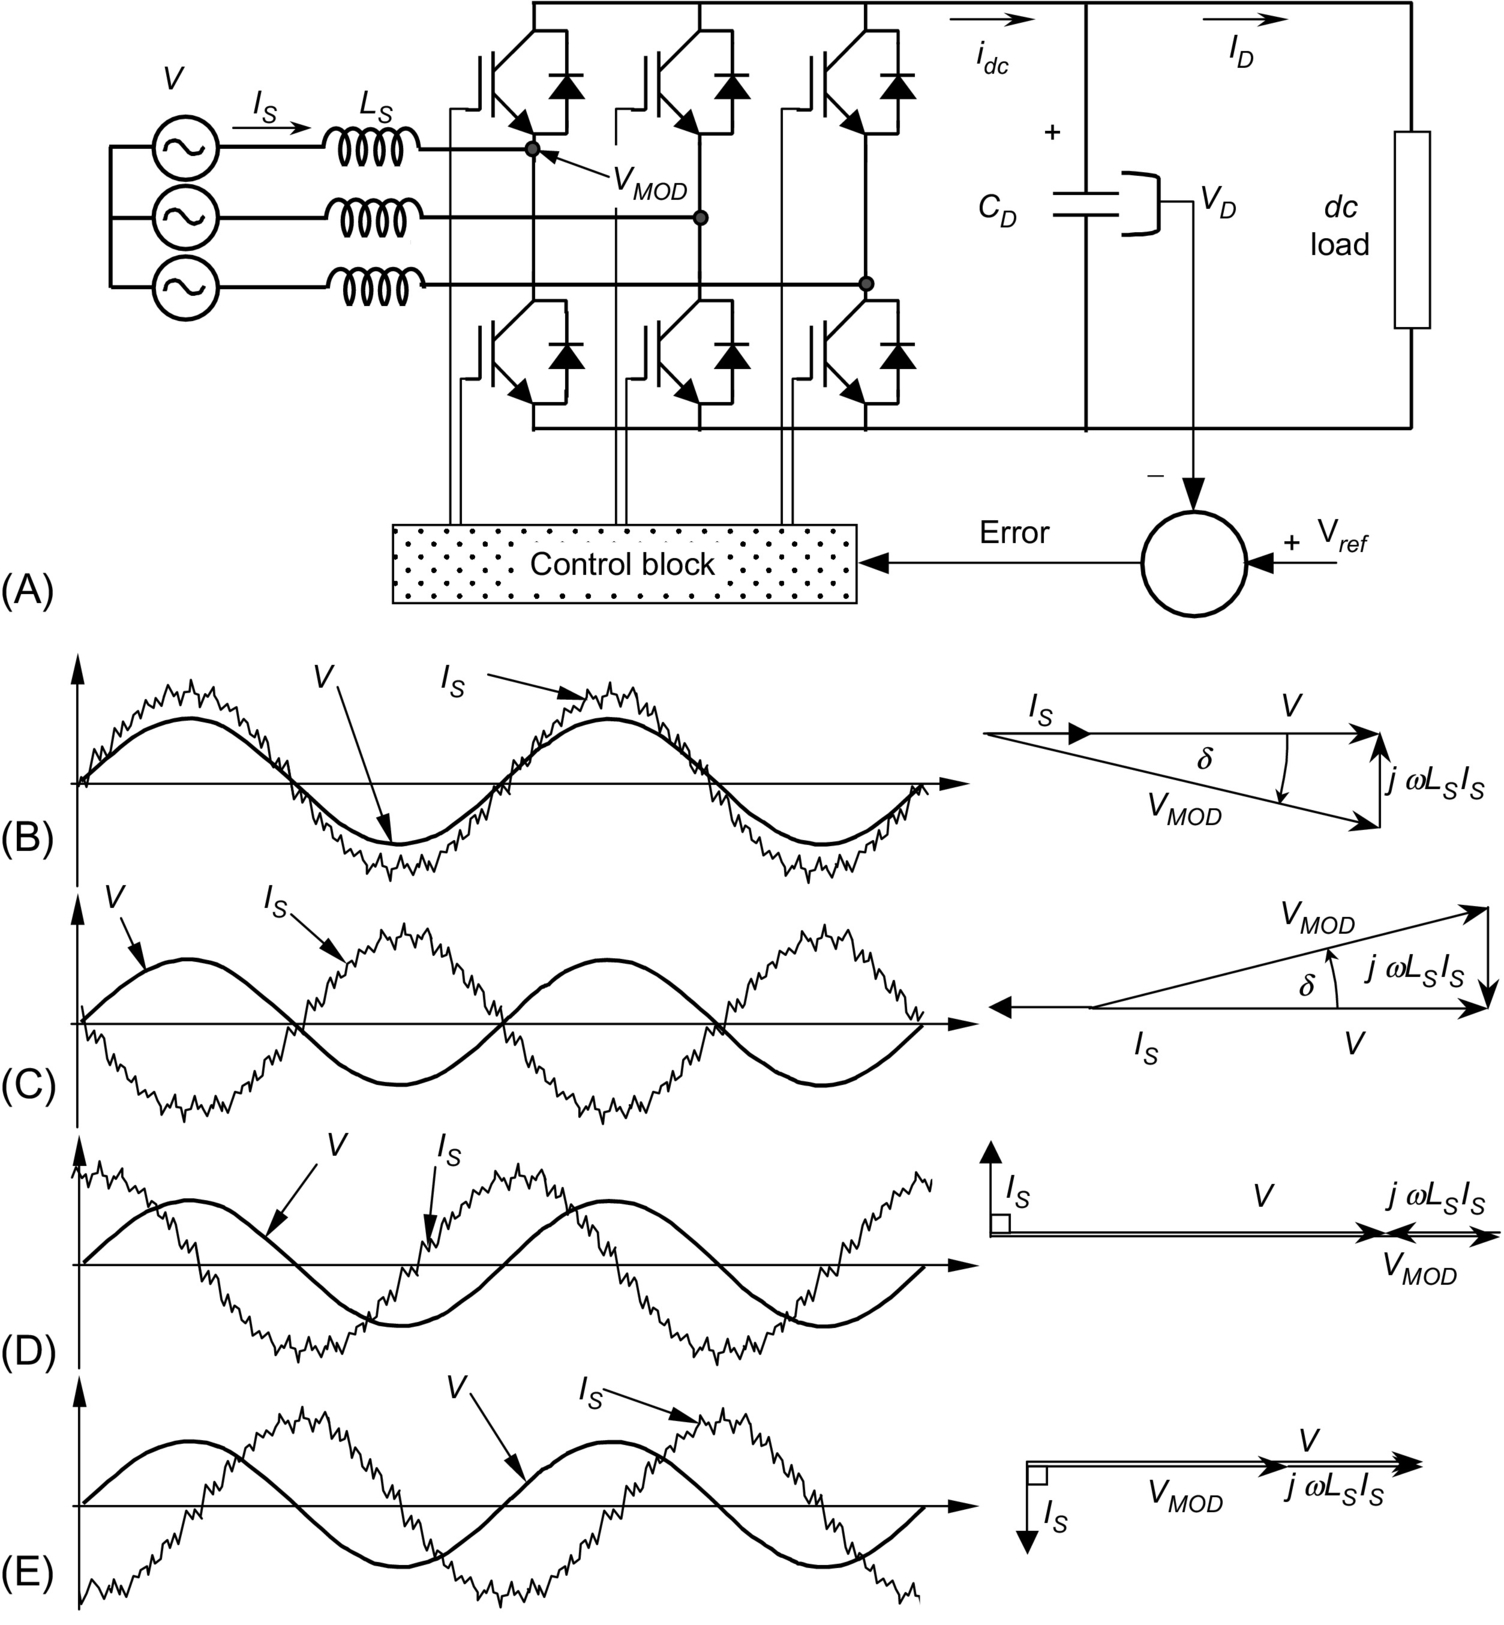 V
I_S
L_S
V_MOD
i_dc
I_D
+
C_D
V_D
dc
load
−
Error
+ V_ref
Control block
(A)
V
I_S
I_S
V
δ
V_MOD
j ωL_S I_S
(B)
V
I_S
V_MOD
j ωL_S I_S
δ
I_S
V
(C)
V
I_S
I_S
V
j ωL_S I_S
V_MOD
(D)
V
I_S
V
V_MOD
j ωL_S I_S
I_S
(E)